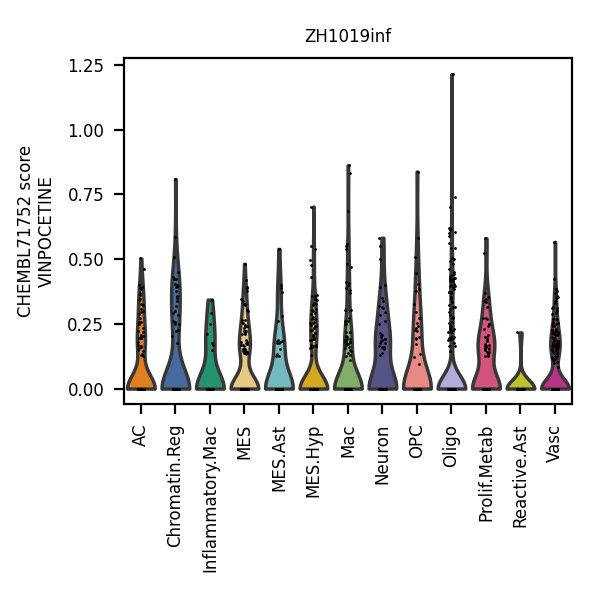 ZH1019inf
CHEMBL71752 score
VINPOCETINE
1.25
1.00
0.75
0.50
0.25
0.00
AC
Chromatin.Reg
Inflammatory.Mac
MES
MES.Ast
MES.Hyp
Mac
Neuron
OPC
Oligo
Prolif.Metab
Reactive.Ast
Vasc